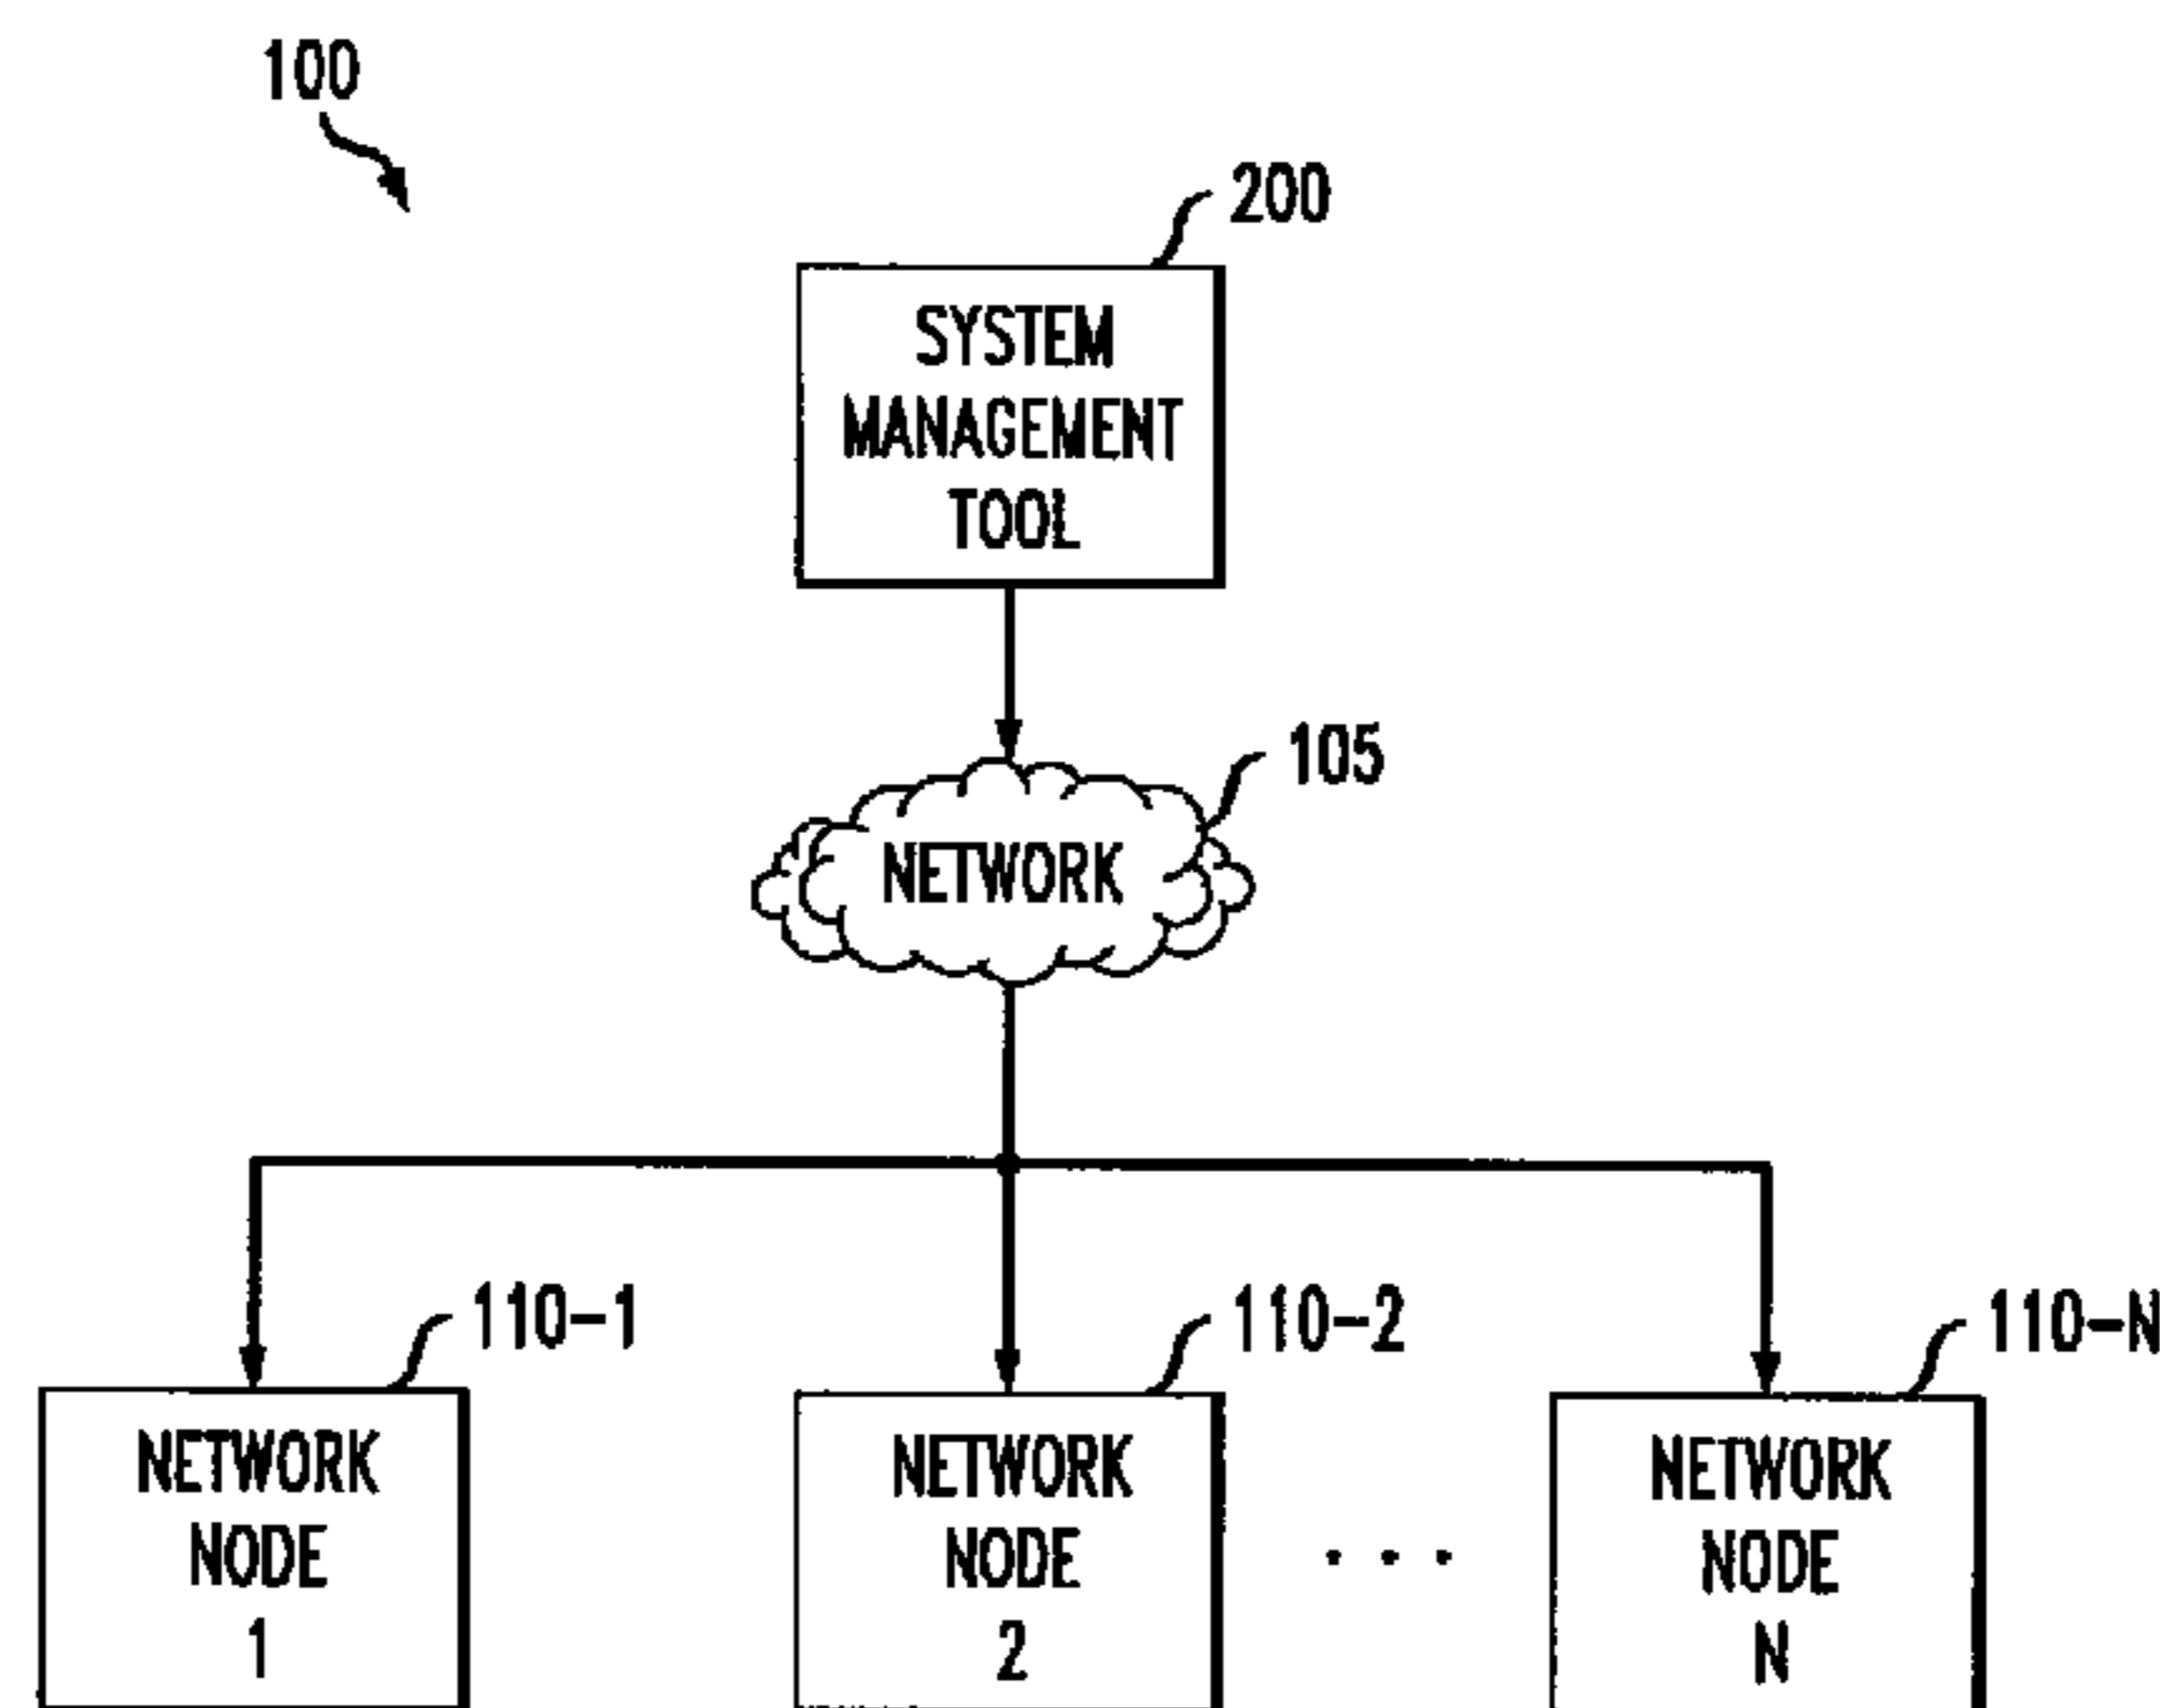 100
200
SYSTEM
MANAGEMENT
TOOL
105
NETWORK
110-1
110-2
110-N
NETWORK
NODE
1
NETWORK
NODE
2
. . .
NETWORK
NODE
N